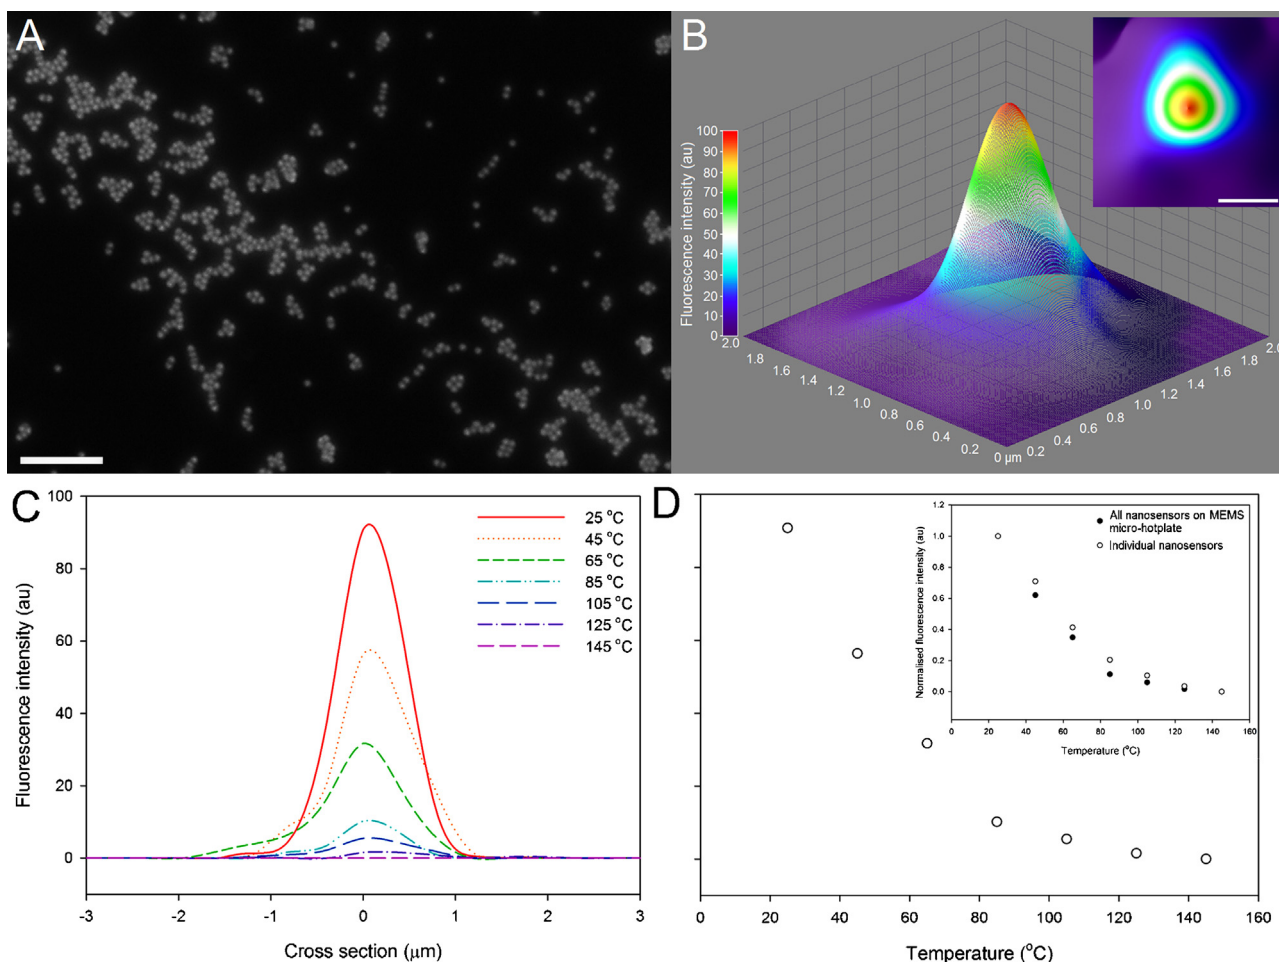 A
B
Fluorescence intensity (au)
100
90
80
70
60
50
40
30
20
10
0
2.0
1.8
1.6
1.4
1.2
1.0
0.8
0.6
0.4
0.2
0 µm
0.2
0.4
0.6
0.8
1.0
1.2
1.4
1.6
1.8
2.0
C
Fluorescence intensity (au)
100
80
60
40
20
0
25 °C
45 °C
65 °C
85 °C
105 °C
125 °C
145 °C
-3 -2 -1 0 1 2 3
Cross section (µm)
D
Normalised fluorescence intensity (au)
1.2
1.0
0.8
0.6
0.4
0.2
0.0
All nanosensors on MEMS
micro-hotplate
Individual nanosensors
0 20 40 60 80 100 120 140 160
Temperature (°C)
0 20 40 60 80 100 120 140 160
Temperature (°C)